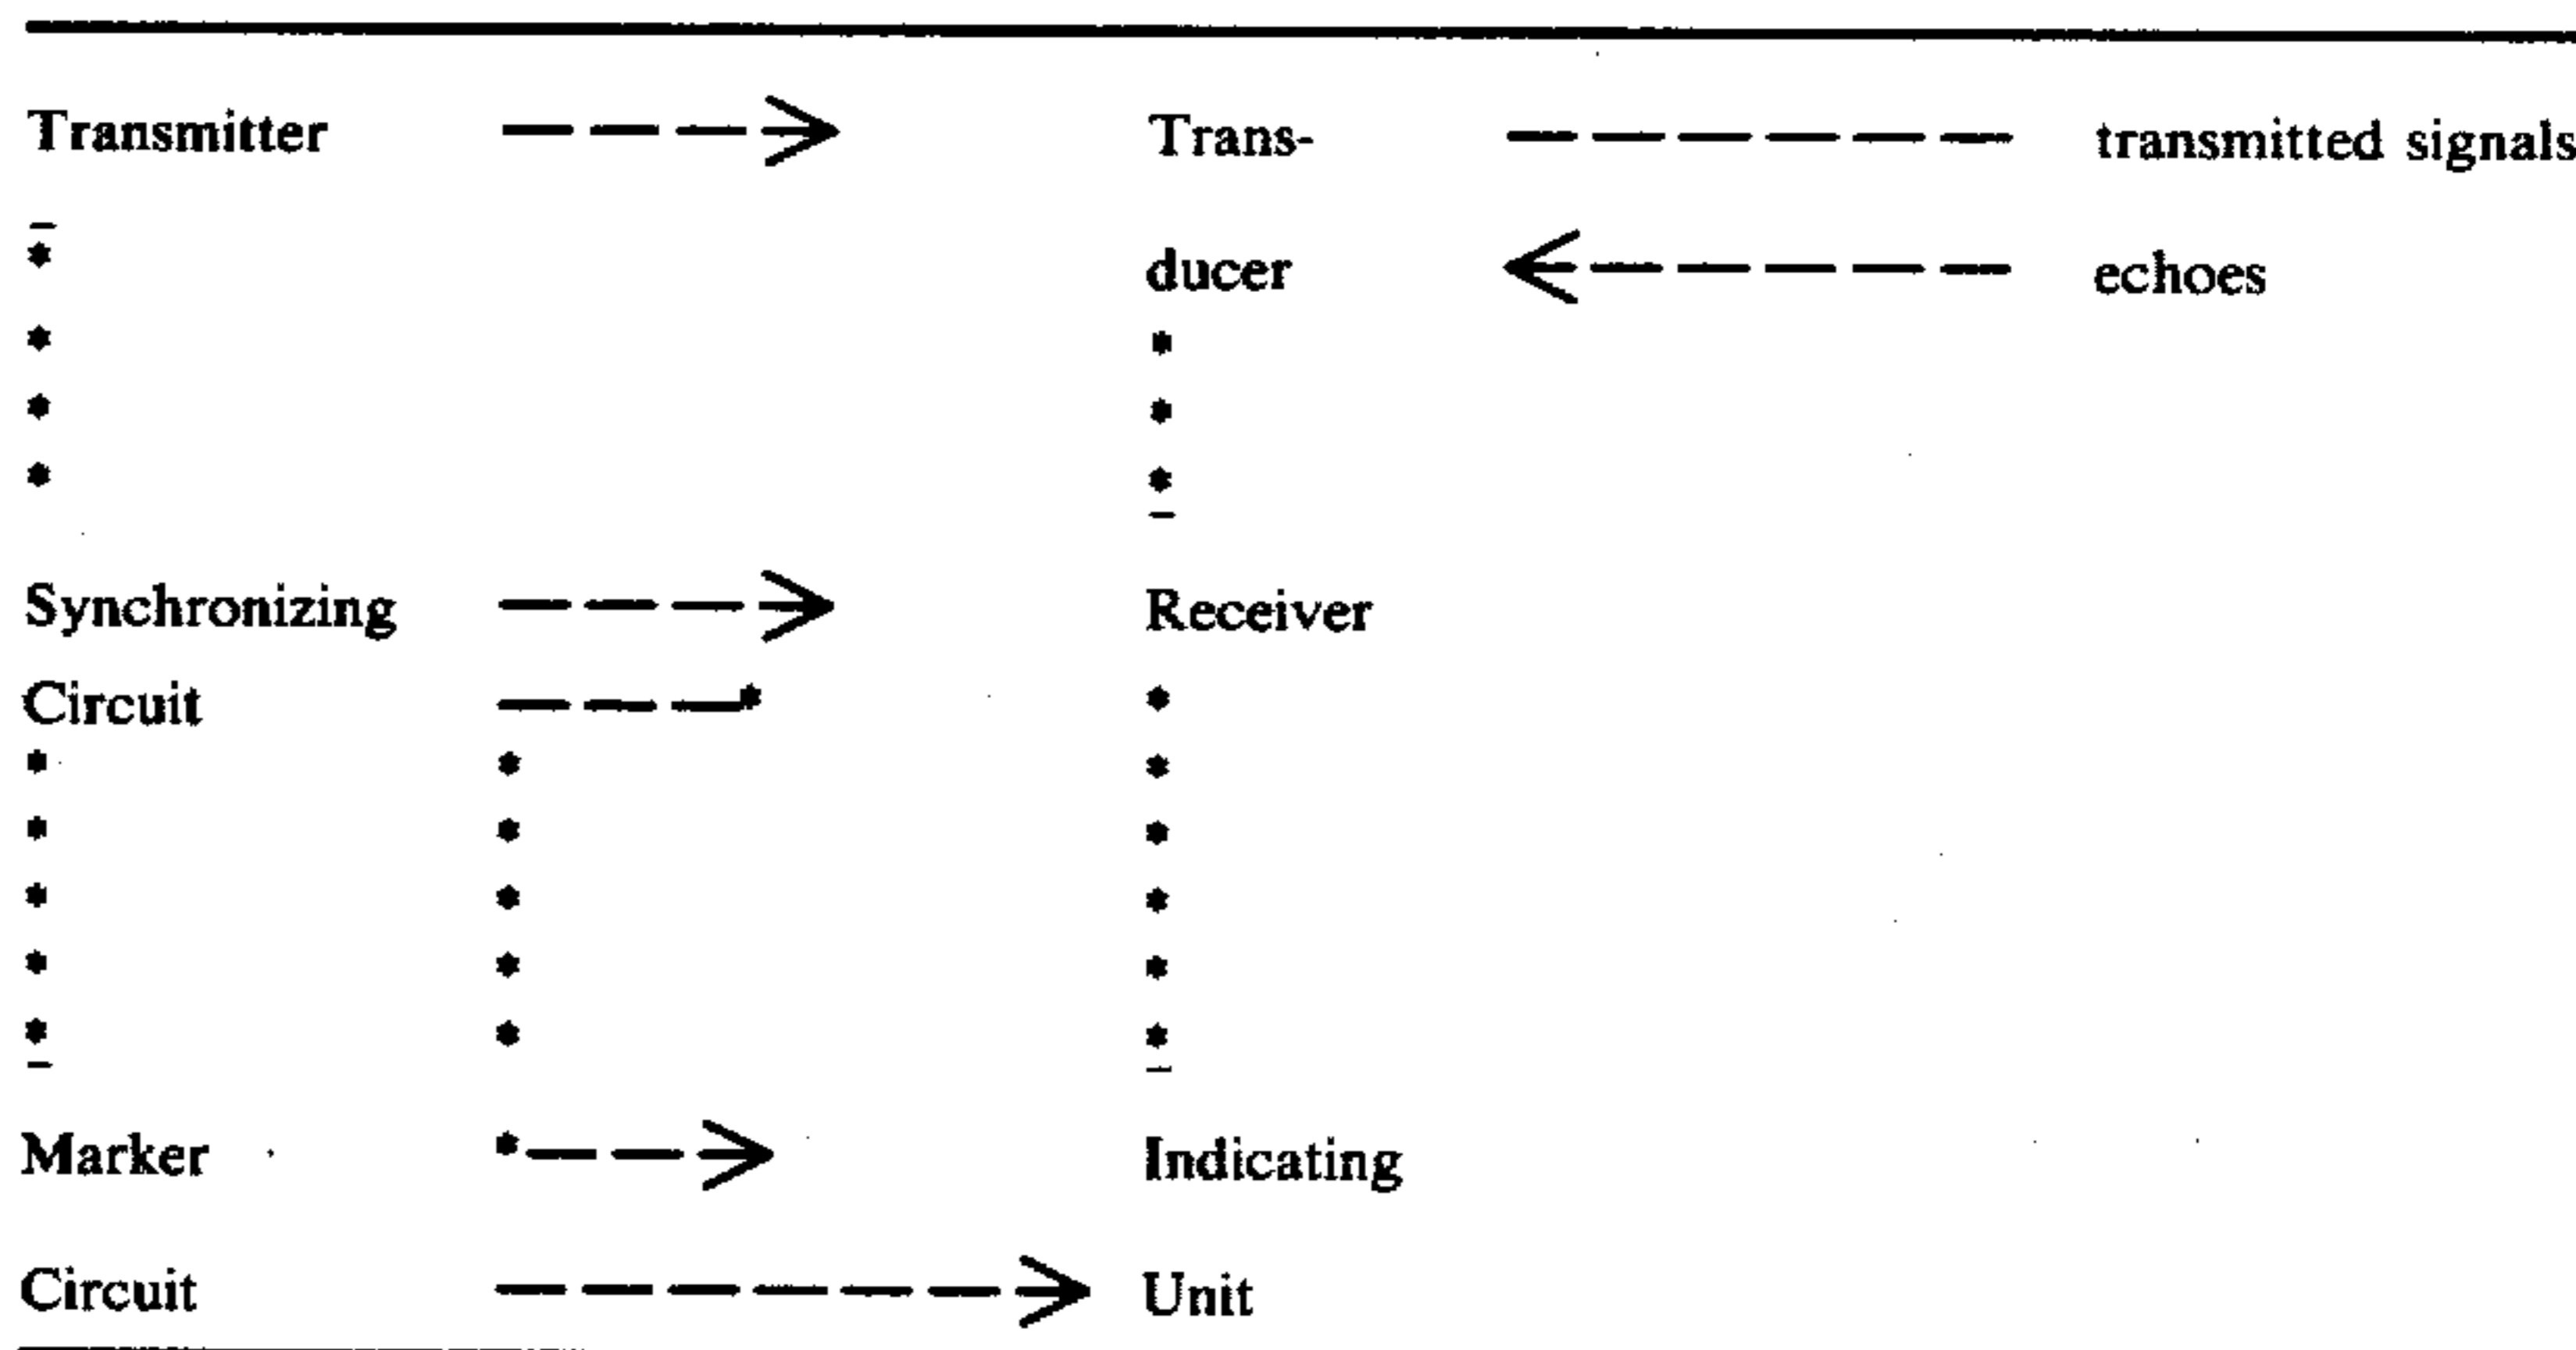 Transmitter Trans- transmitted signals
ducer echoes
Synchronizing Receiver
Circuit
Marker Indicating
Circuit Unit